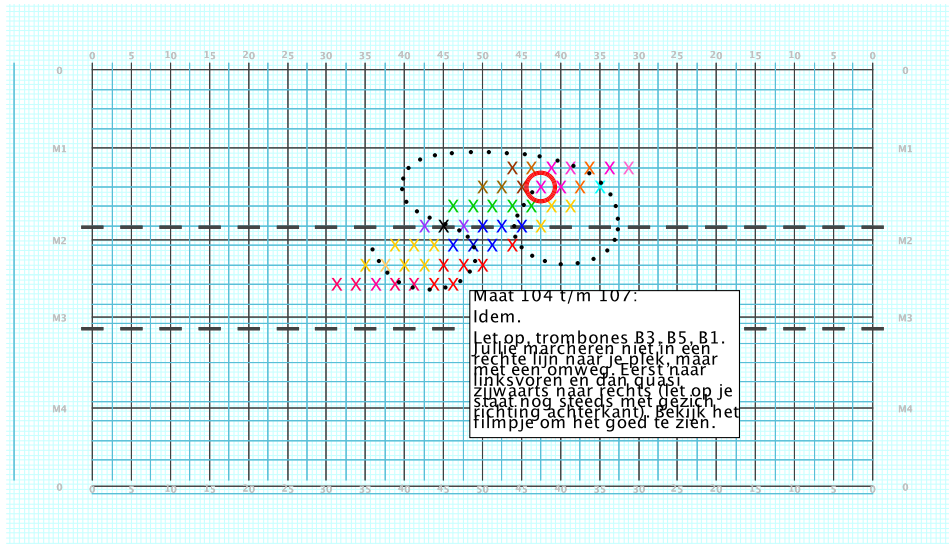 0 5 10 15 20 25 30 35 40 45 50 45 40 35 30 25 20 15 10 5 0
0 0
M1 M1
M2 M2
M3 M3
M4 M4
0 0
0 5 10 15 20 25 30 35 40 45 50 45 40 35 30 25 20 15 10 5 0
Maat 104 t/m 107:
Idem.
Let op, trombones B3, B5, B1.
Jullie marcheren niet in een
rechte lijn naar je plek, maar
met een omweg. Eerst naar
linksvoren en dan quasi
zijwaarts naar rechts (let op je
staat nog steeds met gezich
richting achterkant). Bekijk het
filmpje om het goed te zien.